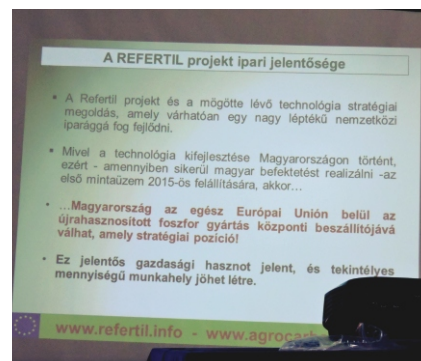 A REFERTIL projekt ipari jelentősége
• A Refertil projekt és a mögötte lévő technológia stratégiai
megoldás, amely várhatóan egy nagy léptékű nemzetközi
iparággá fog fejlődni.
• Mivel a technológia kifejlesztése Magyarországon történt,
ezért - amennyiben sikerül magyar befektetést realizálni -az
első mintaüzem 2015-ös felállítására, akkor…
• …Magyarország az egész Európai Unión belül az
újrahasznosított foszfor gyártás központi beszállítójává
válhat, amely stratégiai pozíció!
• Ez jelentős gazdasági hasznot jelent, és tekintélyes
mennyiségű munkahely jöhet létre.
www.refertil.info - www.agrocarb